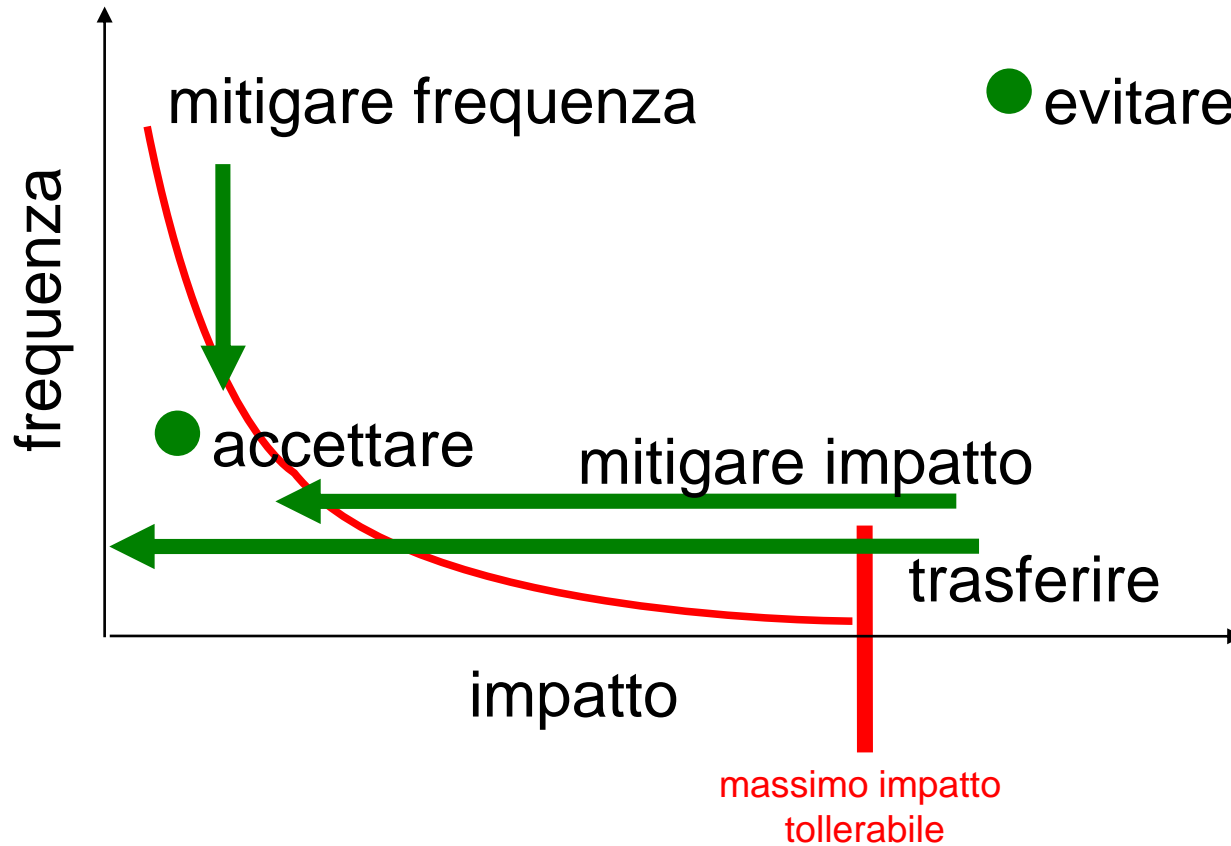 mitigare frequenza
evitare
frequenza
accettare
mitigare impatto
trasferire
impatto
massimo impatto
tollerabile